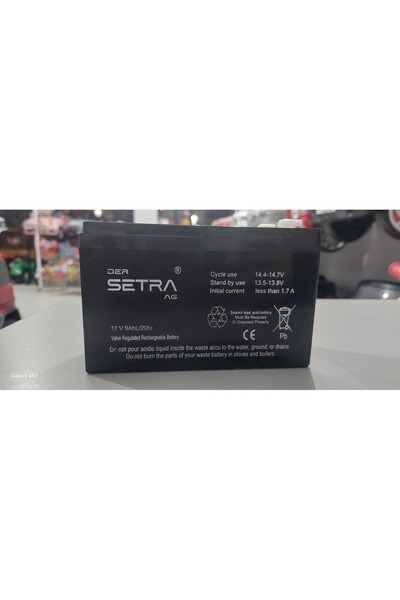 DER
SETRA ®
AG
12 V 9Ah/20hr
Valve Regulated Rechargeable Battery
Cycle use 14.4-14.7V
Stand by use 13.5-13.8V
Initial current less than 1.7 A
Sealed lead acid battery
Must Be Recycled
Or Disposed Properly
CE
Pb
Do not pour acidic liquid inside the waste accu to the water, ground, or drains.
Do not burn the parts of your waste battery in stoves and boilers.
Galaxy A52